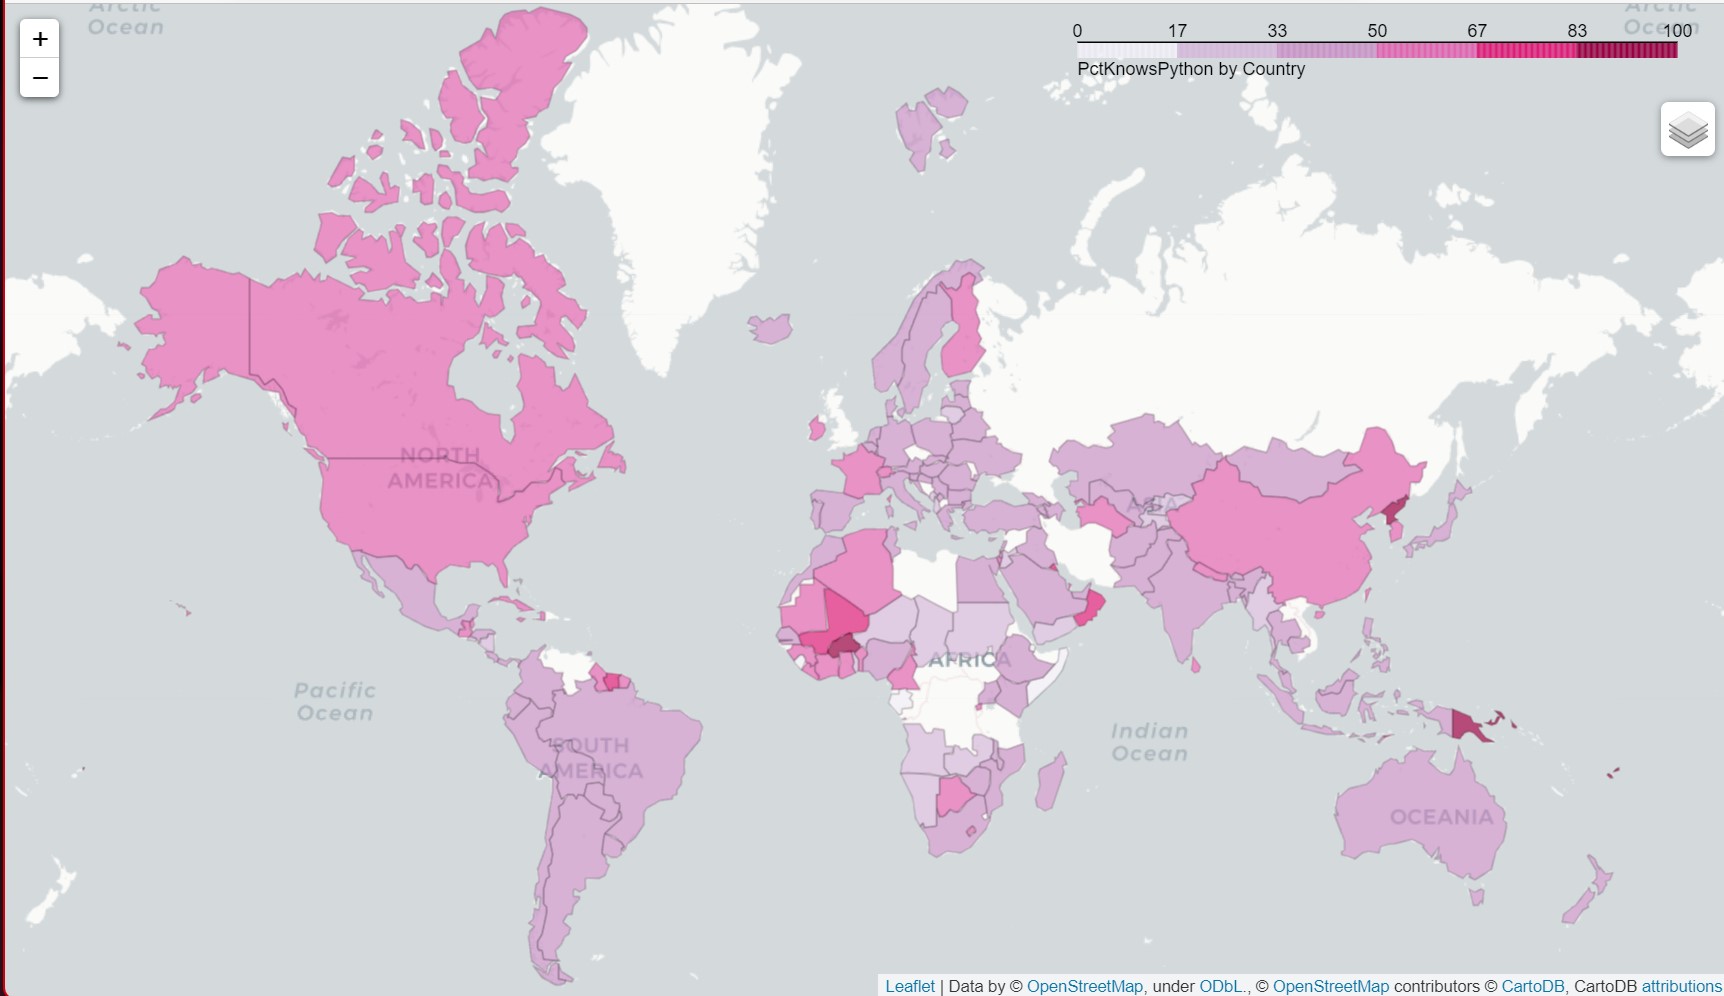 Arctic
Ocean
Arctic
Ocean
+
−
0 17 33 50 67 83 100
PctKnowsPython by Country
NORTH
AMERICA
ASIA
AFRICA
Pacific
Ocean
SOUTH
AMERICA
Indian
Ocean
OCEANIA
Leaflet | Data by © OpenStreetMap, under ODbL., © OpenStreetMap contributors © CartoDB, CartoDB attributions